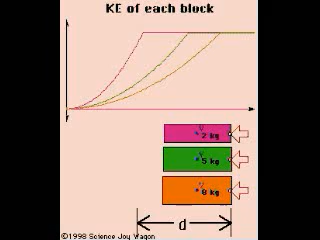 KE of each block
V
2 kg
V
5 kg
V
8 kg
d
©1998 Science Joy Wagon